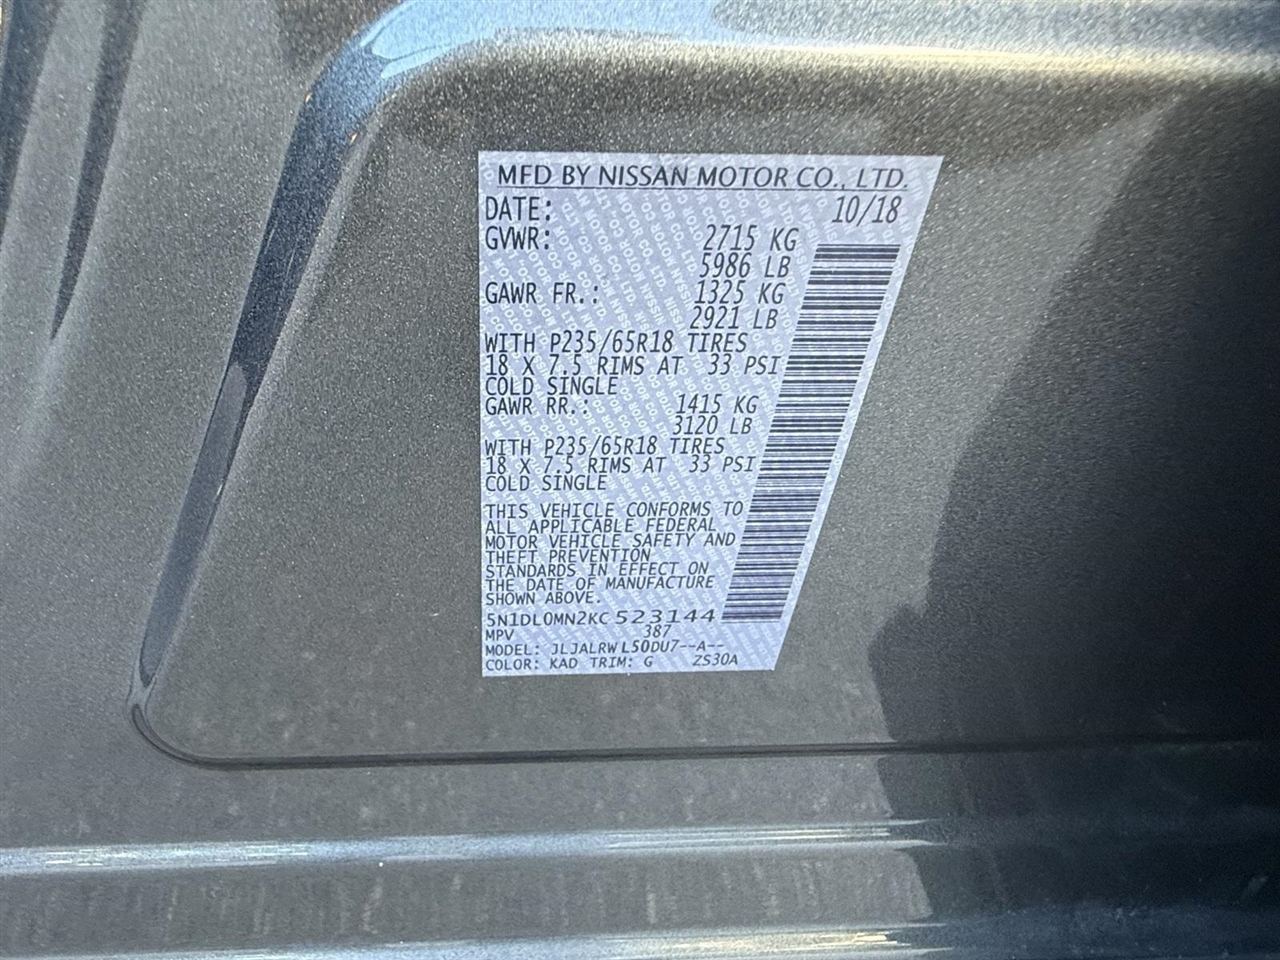 MFD BY NISSAN MOTOR CO., LTD.
DATE: 10/18
GVWR: 2715 KG
5986 LB
GAWR FR.: 1325 KG
2921 LB
WITH P235/65R18 TIRES
18 X 7.5 RIMS AT 33 PSI
COLD SINGLE
GAWR RR.: 1415 KG
3120 LB
WITH P235/65R18 TIRES
18 X 7.5 RIMS AT 33 PSI
COLD SINGLE
THIS VEHICLE CONFORMS TO
ALL APPLICABLE FEDERAL
MOTOR VEHICLE SAFETY AND
THEFT PREVENTION
STANDARDS IN EFFECT ON
THE DATE OF MANUFACTURE
SHOWN ABOVE.
5N1DL0MN2KC523144
MPV 387
MODEL: JLJALRWL50DU7--A--
COLOR: KAD TRIM: G ZS30A